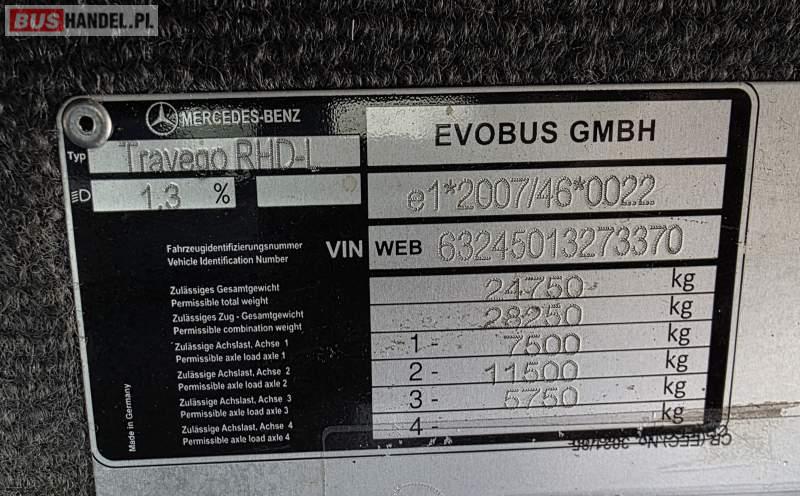 BUSHANDEL.PL
MERCEDES-BENZ
EVOBUS GMBH
Typ Travego RHD-L
1.3 % e1*2007/46*0022
Fahrzeugidentifizierungsnummer
Vehicle Identification Number
VIN WEB 63245013273370
Zulässiges Gesamtgewicht
Permissible total weight
24750 kg
Zulässiges Zug - Gesamtgewicht
Permissible combination weight
28250 kg
Zulässige Achslast, Achse 1
Permissible axle load axle 1
1 - 7500 kg
Zulässige Achslast, Achse 2
Permissible axle load axle 2
2 - 11500 kg
Zulässige Achslast, Achse 3
Permissible axle load axle 3
3 - 5750 kg
Zulässige Achslast, Achse 4
Permissible axle load axle 4
4 - kg
Made in Germany
(EEC) No